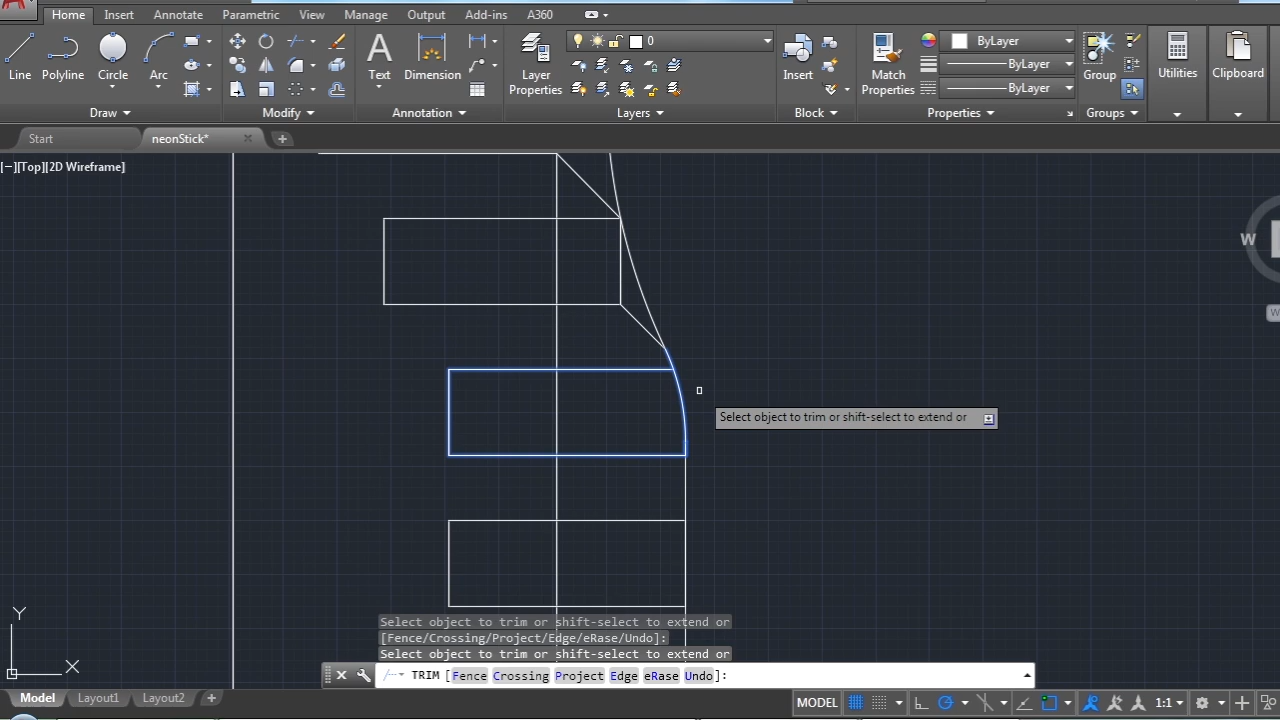 Home Insert Annotate Parametric View Manage Output Add-ins A360
0
ByLayer
ByLayer
ByLayer
Line Polyline Circle Arc
Text Dimension
Layer Properties
Insert
Match Properties
Group
Utilities
Clipboard
Draw Modify Annotation Layers Block Properties Groups
Start neonStick*
[−][Top][2D Wireframe]
W
W
Select object to trim or shift-select to extend or
Y
X
Select object to trim or shift-select to extend or
[Fence/Crossing/Project/Edge/eRase/Undo]:
Select object to trim or shift-select to extend or
TRIM [Fence Crossing Project Edge eRase Undo]:
Model Layout1 Layout2
MODEL 1:1